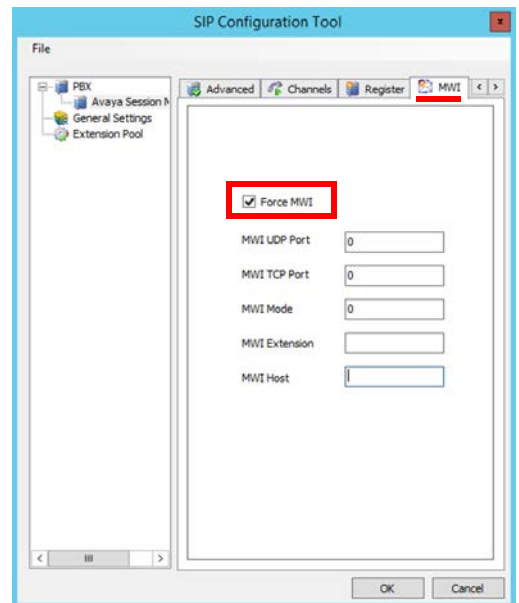 SIP Configuration Tool
x
File
PBX
Avaya Session M
General Settings
Extension Pool
Advanced
Channels
Register
MWI
Force MWI
MWI UDP Port 0
MWI TCP Port 0
MWI Mode 0
MWI Extension
MWI Host
OK Cancel